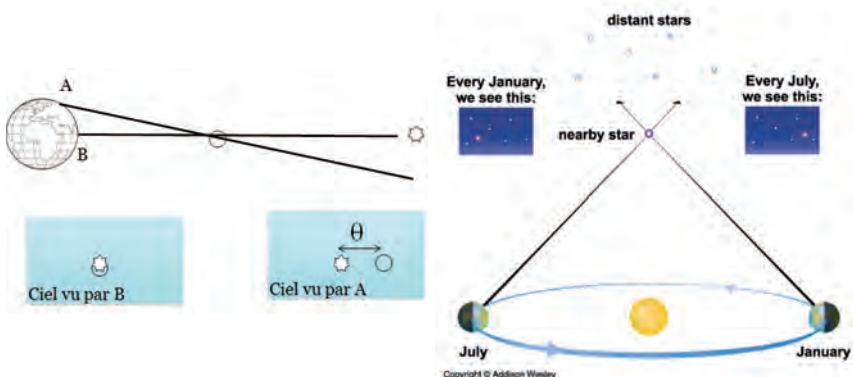 A
B
θ
Ciel vu par B
Ciel vu par A
distant stars
Every January,
we see this:
Every July,
we see this:
nearby star
July
January
Copyright © Addison Wesley